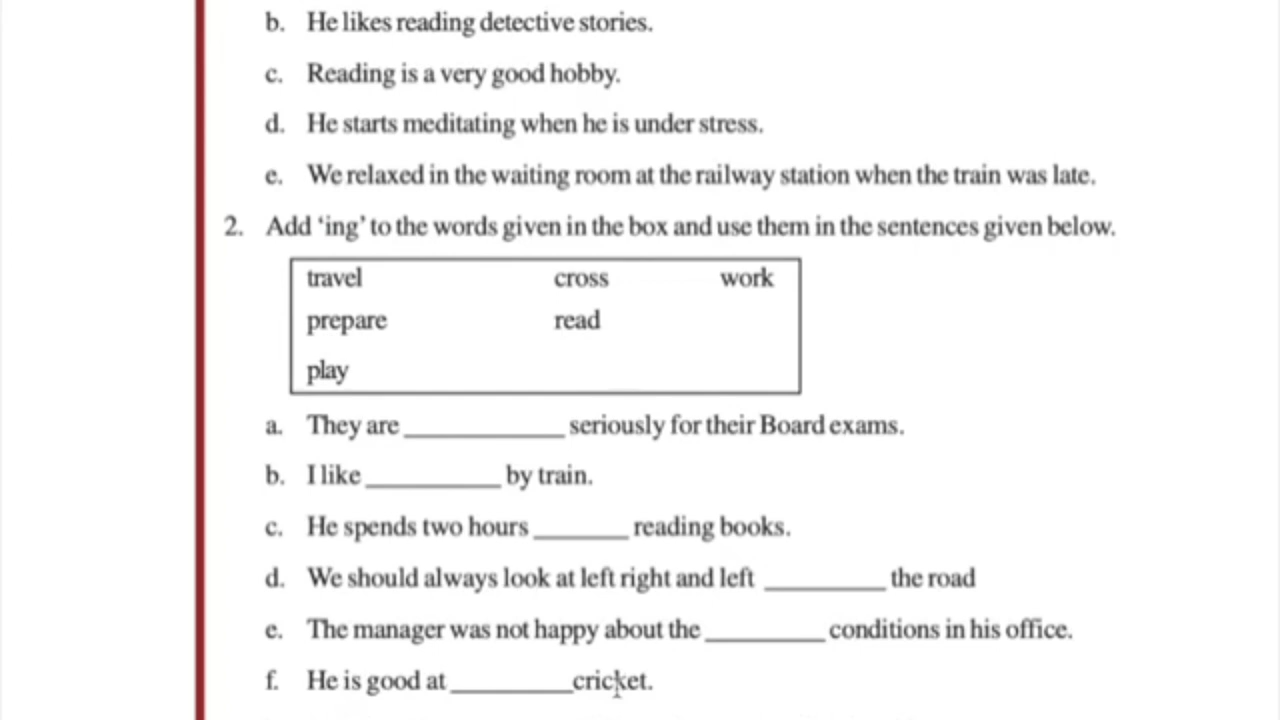 b. He likes reading detective stories.
c. Reading is a very good hobby.
d. He starts meditating when he is under stress.
e. We relaxed in the waiting room at the railway station when the train was late.
2. Add ‘ing’ to the words given in the box and use them in the sentences given below.
travel cross work
prepare read
play
a. They are ____________ seriously for their Board exams.
b. I like __________ by train.
c. He spends two hours _______ reading books.
d. We should always look at left right and left _________ the road
e. The manager was not happy about the _________ conditions in his office.
f. He is good at _________cricket.